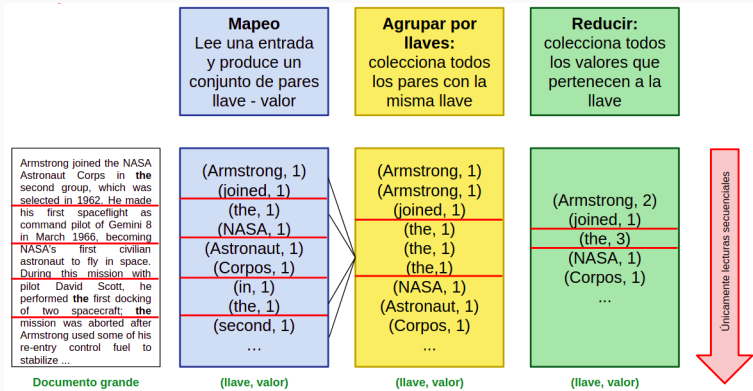 Mapeo
Lee una entrada
y produce un
conjunto de pares
llave - valor
Agrupar por
llaves:
colecciona todos
los pares con la
misma llave
Reducir:
colecciona todos
los valores que
pertenecen a la
llave
Armstrong joined the NASA
Astronaut Corps in the
second group, which was
selected in 1962. He made
his first spaceflight as
command pilot of Gemini 8
in March 1966, becoming
NASA's first civilian
astronaut to fly in space.
During this mission with
pilot David Scott, he
performed the first docking
of two spacecraft; the
mission was aborted after
Armstrong used some of his
re-entry control fuel to
stabilize ...
Documento grande
(Armstrong, 1)
(joined, 1)
(the, 1)
(NASA, 1)
(Astronaut, 1)
(Corpos, 1)
(in, 1)
(the, 1)
(second, 1)
...
(llave, valor)
(Armstrong, 1)
(Armstrong, 1)
(joined, 1)
(the, 1)
(the, 1)
(the,1)
(NASA, 1)
(Astronaut, 1)
(Corpos, 1)
...
(llave, valor)
(Armstrong, 2)
(joined, 1)
(the, 3)
(NASA, 1)
(Corpos, 1)
...
(llave, valor)
Únicamente lecturas secuenciales